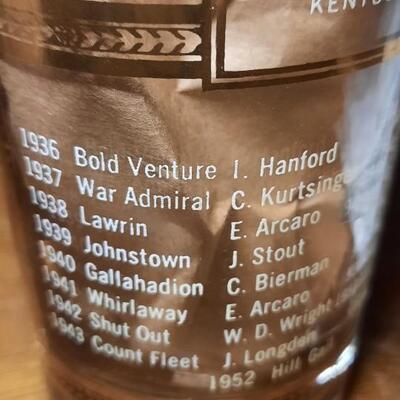 KENTU
1936 Bold Venture I. Hanford
1937 War Admiral C. Kurtsinge
1938 Lawrin E. Arcaro
1939 Johnstown J. Stout
1940 Gallahadion C. Bierman
1941 Whirlaway E. Arcaro
1942 Shut Out W. D. Wright
1943 Count Fleet J. Longden
1952 Hill Gail